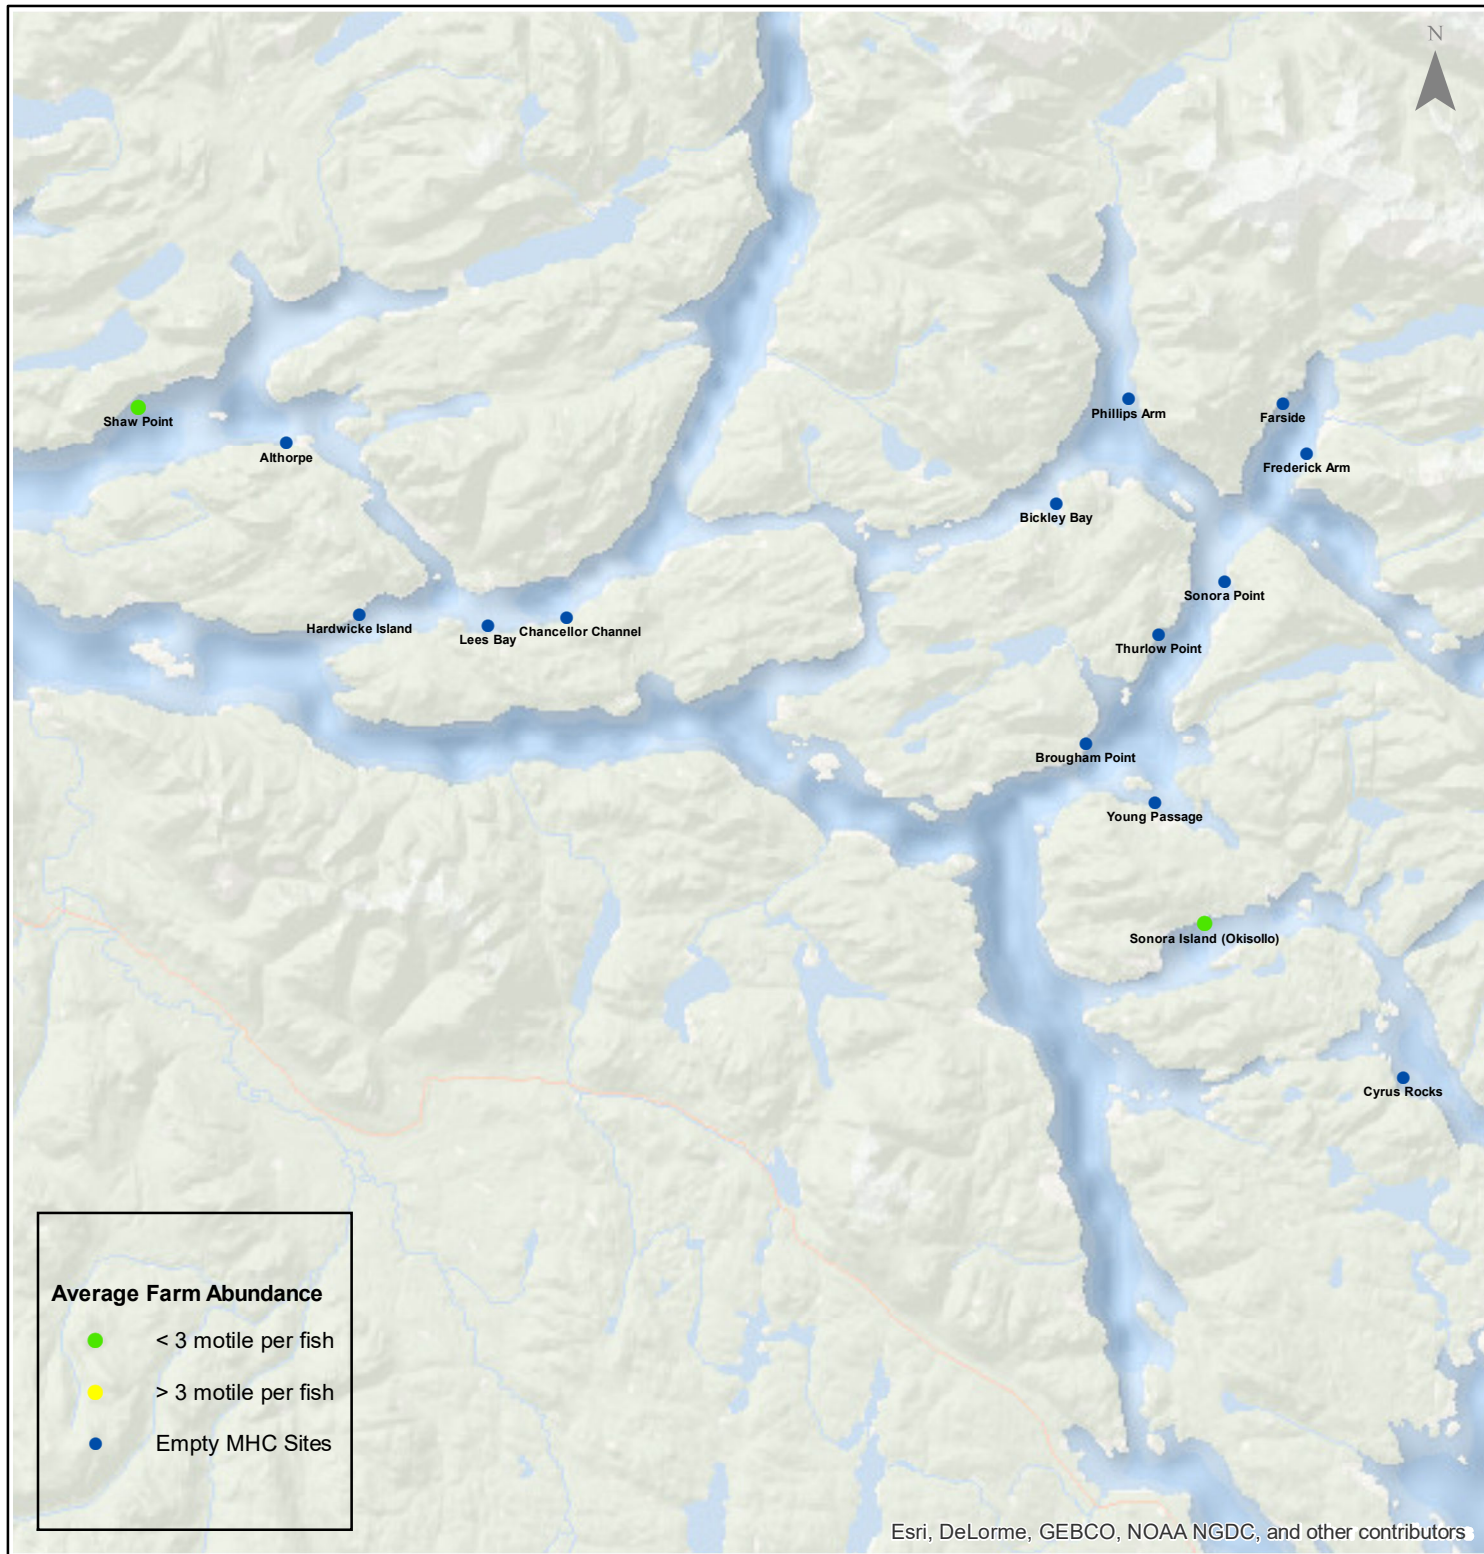 N
Shaw Point
Althorpe
Phillips Arm
Farside
Frederick Arm
Bickley Bay
Sonora Point
Hardwicke Island
Lees Bay
Chancellor Channel
Thurlow Point
Brougham Point
Young Passage
Sonora Island (Okisollo)
Cyrus Rocks
Average Farm Abundance
< 3 motile per fish
> 3 motile per fish
Empty MHC Sites
Esri, DeLorme, GEBCO, NOAA NGDC, and other contributors